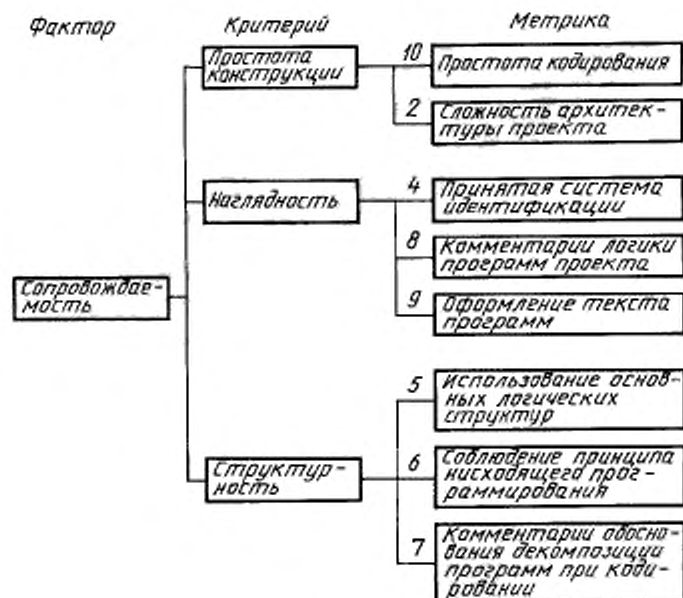 Фактор Критерий Метрика
Простота
конструкции
10
Простота кодирования
2
Сложность архитек-
туры проекта
Наглядность
4
Принятая система
идентификации
8
Комментарии логики
программ проекта
9
Оформление текста
программ
Сопровождае-
мость
5
Использование основ-
ных логических
структур
Структур-
ность
6
Соблюдение принципа
нисходящего прог-
раммирования
7
Комментарии обосно-
вания декомпозиции
программ при коди-
ровании